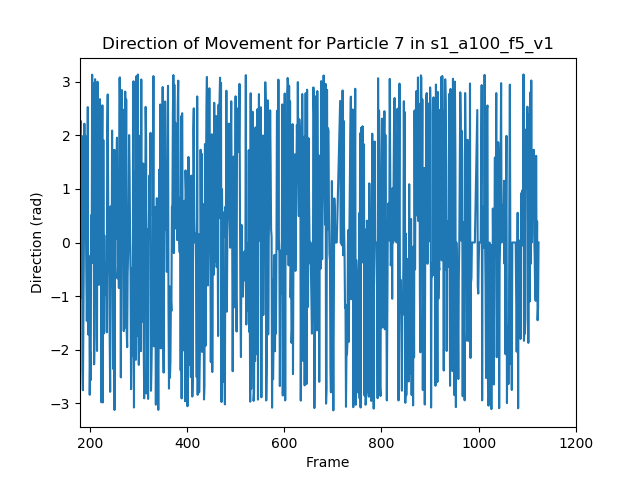 Direction of Movement for Particle 7 in s1_a100_f5_v1
3
2
1
0
−1
−2
−3
Direction (rad)
200 400 600 800 1000 1200
Frame